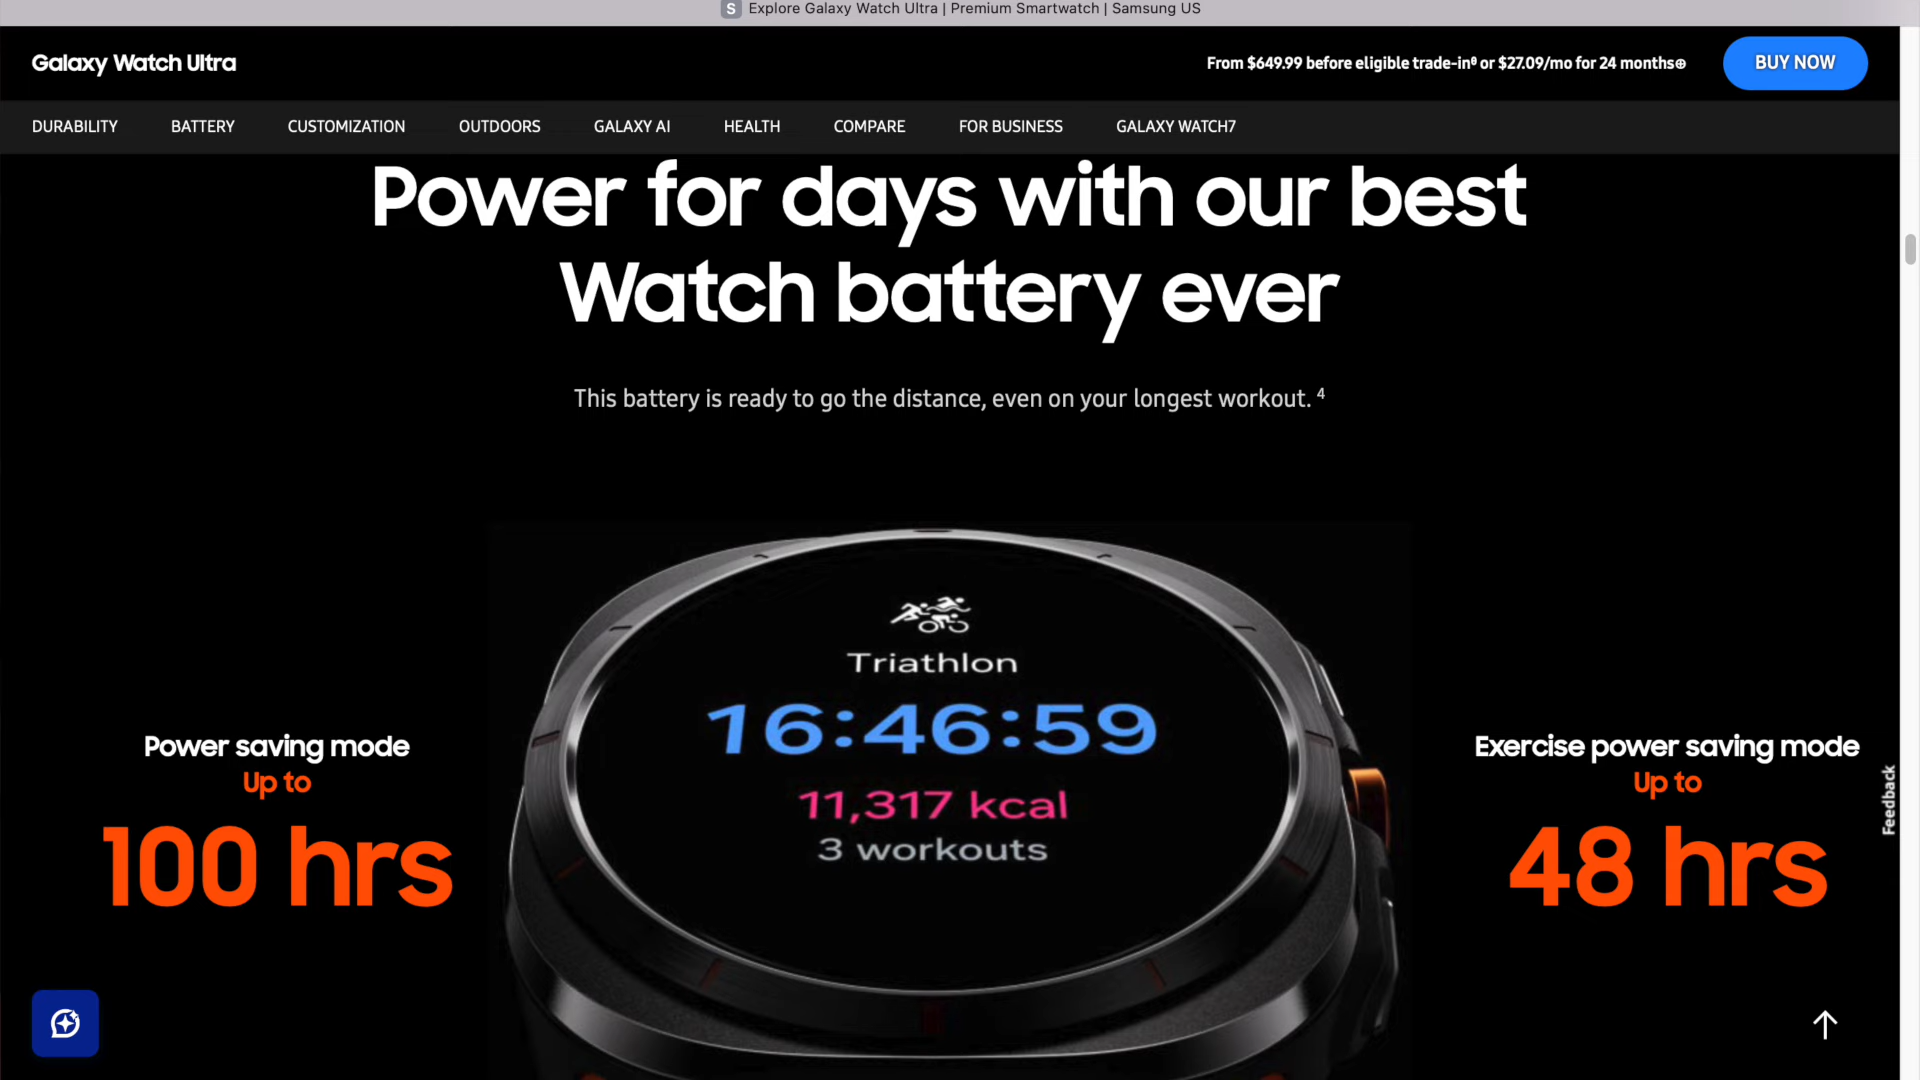 S Explore Galaxy Watch Ultra | Premium Smartwatch | Samsung US
Galaxy Watch Ultra
From $649.99 before eligible trade-in⁰ or $27.09/mo for 24 months⊕
BUY NOW
DURABILITY BATTERY CUSTOMIZATION OUTDOORS GALAXY AI HEALTH COMPARE FOR BUSINESS GALAXY WATCH7
Power for days with our best
Watch battery ever
This battery is ready to go the distance, even on your longest workout. ⁴
Triathlon
16:46:59
11,317 kcal
3 workouts
Power saving mode
Up to
100 hrs
Exercise power saving mode
Up to
48 hrs
Feedback